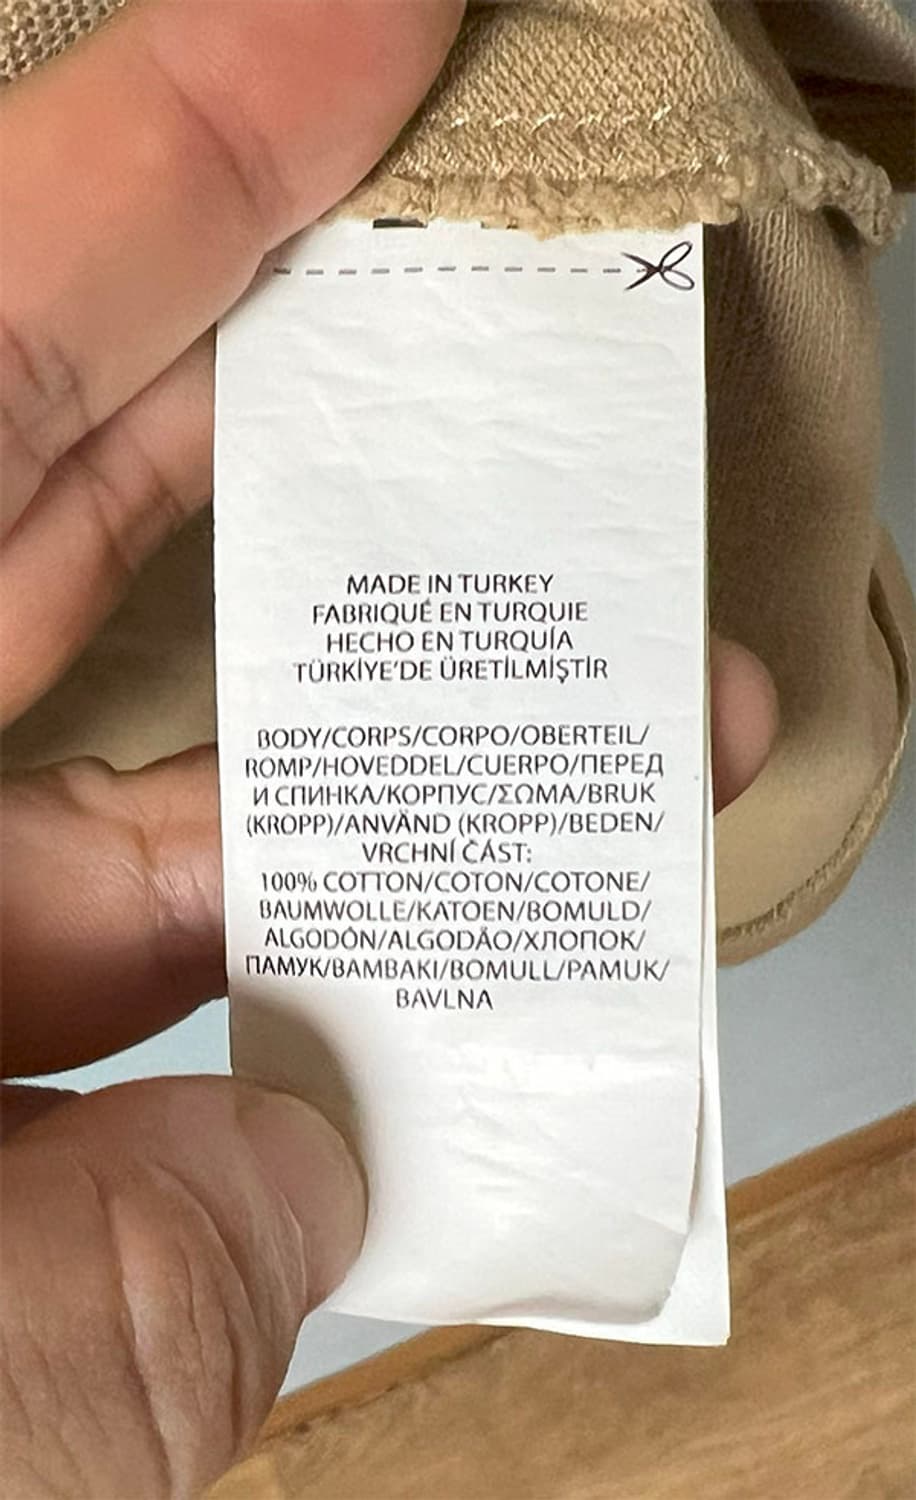 MADE IN TURKEY
FABRIQUÉ EN TURQUIE
HECHO EN TURQUÍA
TÜRKİYE'DE ÜRETİLMİŞTİR
BODY/CORPS/CORPO/OBERTEIL/
ROMP/HOVEDDEL/CUERPO/ПЕРЕД
И СПИНКА/КОРПУС/ΣΩΜΑ/BRUK
(KROPP)/ANVÄND (KROPP)/BEDEN/
VRCHNÍ ČÁST:
100% COTTON/COTON/COTONE/
BAUMWOLLE/KATOEN/BOMULD/
ALGODÓN/ALGODÃO/ХЛОПОК/
ПАМУК/ΒΑΜΒΑΚΙ/BOMULL/PAMUK/
BAVLNA